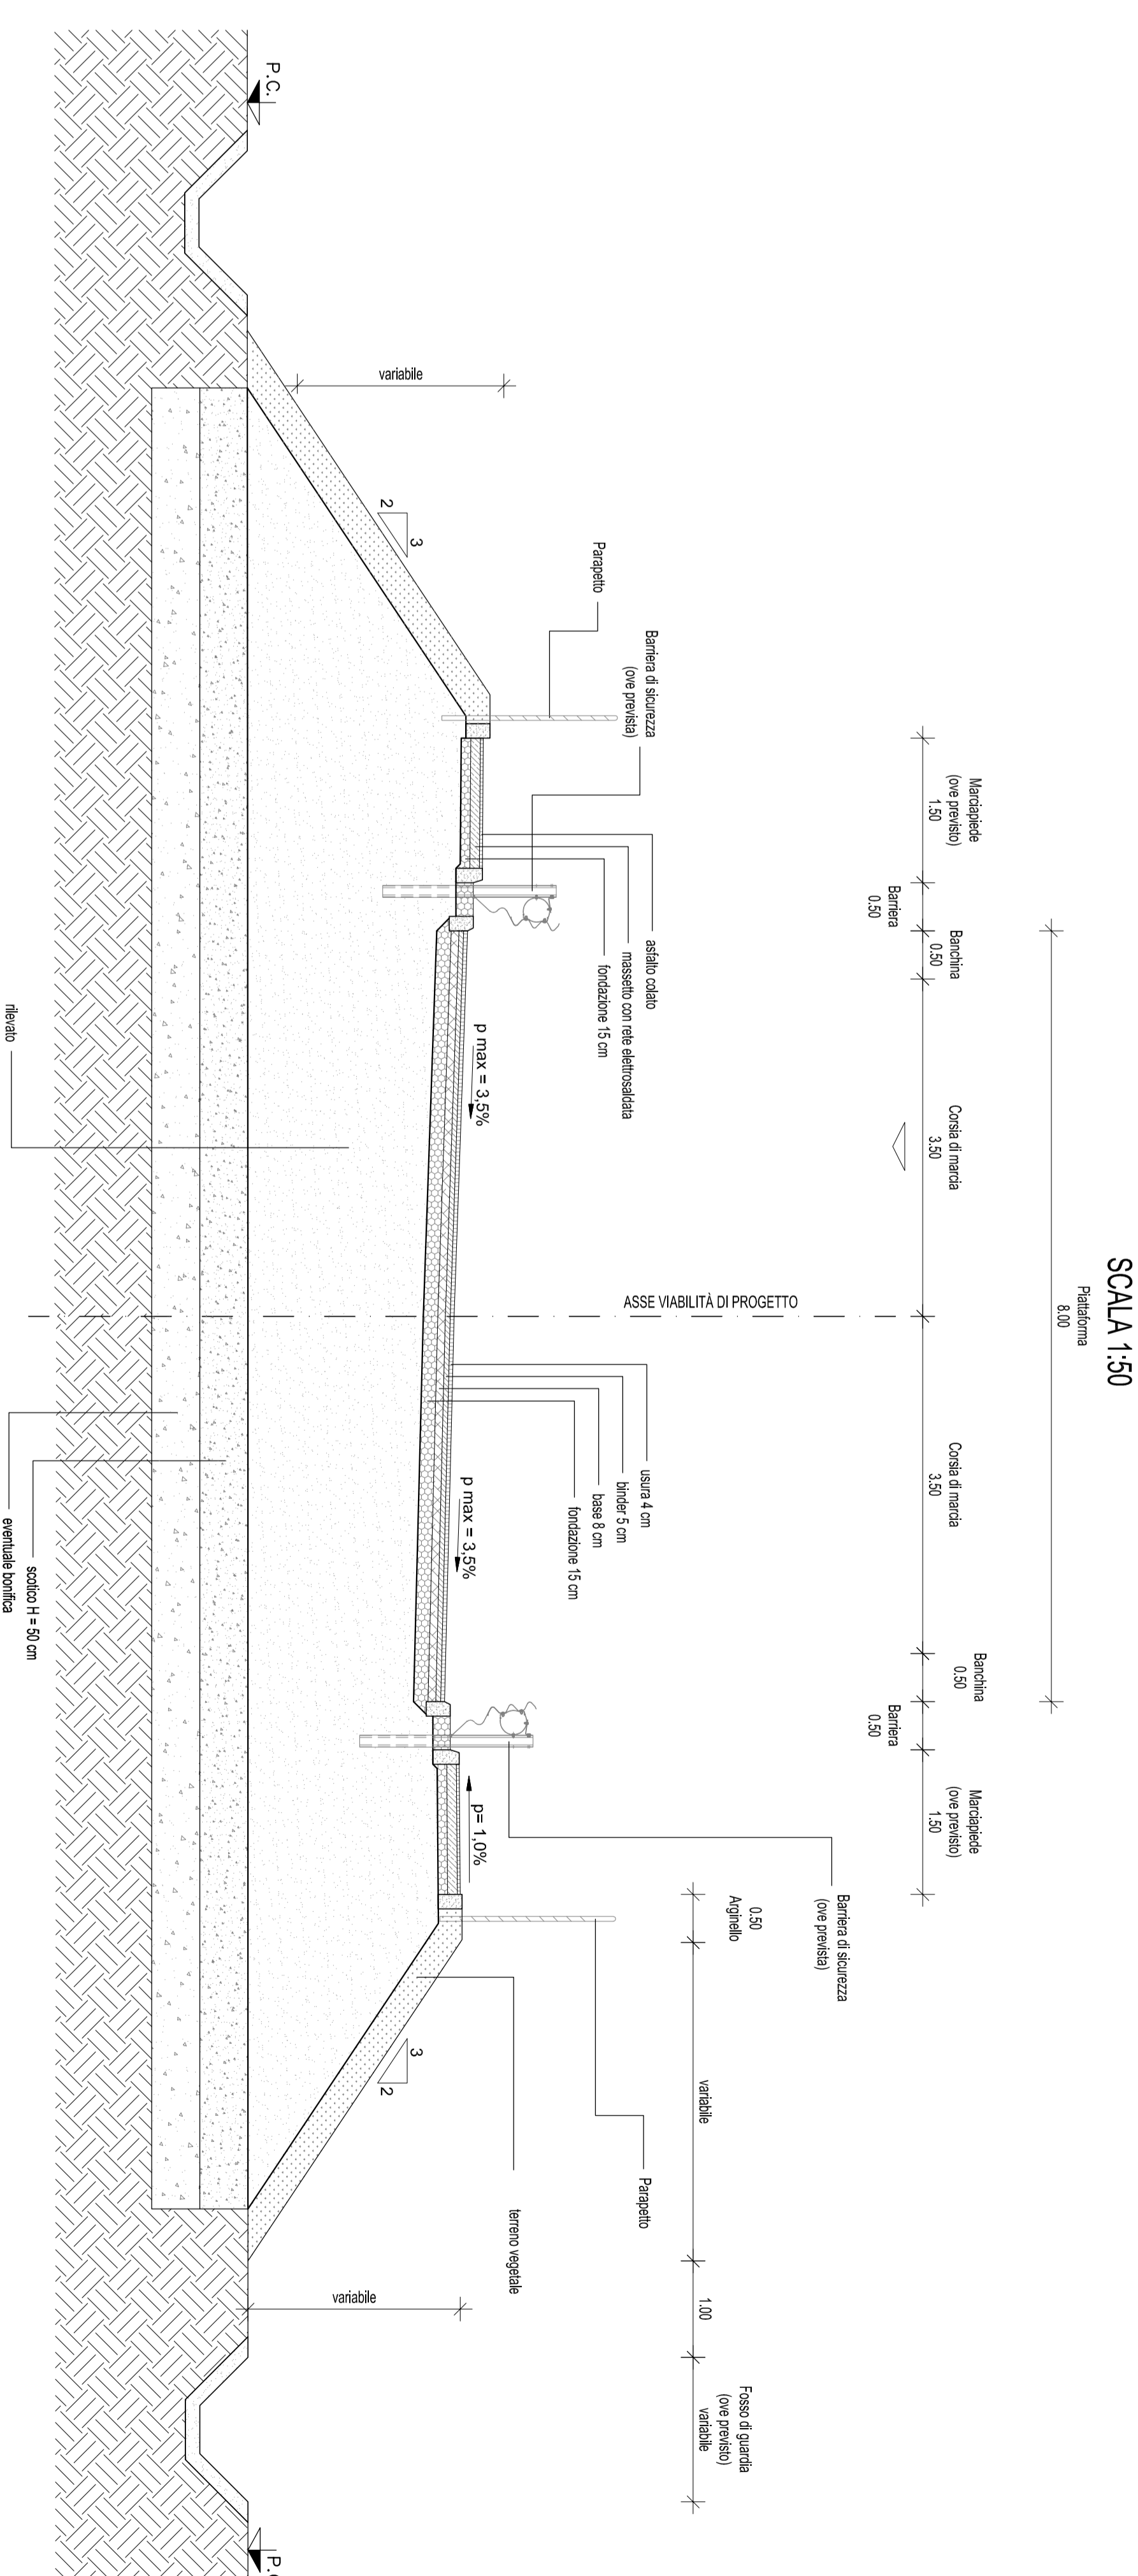 SCALA 1:50
Piattaforma
8.00
Marciapiede
(ove previsto)
1.50
Barriera
0.50
Banchina
0.50
Corsia di marcia
3.50
Corsia di marcia
3.50
Banchina
0.50
Barriera
0.50
Marciapiede
(ove previsto)
1.50
Barriera di sicurezza
(ove prevista)
0.50
Arginello
variabile
1.00
Fosso di guardia
(ove previsto)
variabile
ASSE VIABILITÀ DI PROGETTO
Barriera di sicurezza
(ove prevista)
Parapetto
asfalto colato
massetto con rete elettrosaldata
fondazione 15 cm
usura 4 cm
binder 5 cm
base 8 cm
fondazione 15 cm
Parapetto
terreno vegetale
variabile
3
2
p max = 3,5%
p max = 3,5%
p= 1,0%
3
2
variabile
P.C.
P.C
rilevato
scotico H = 50 cm
eventuale bonifica